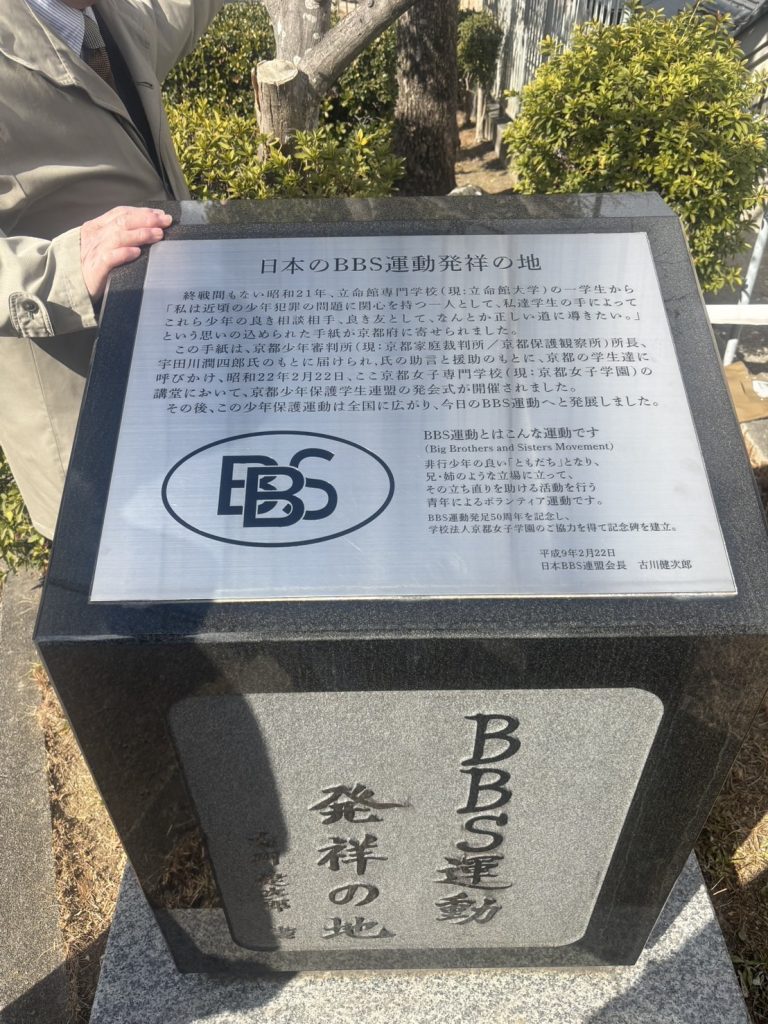 日本のBBS運動発祥の地
終戦間もない昭和21年、立命館専門学校(現:立命館大学)の一学生から
「私は近頃の少年犯罪の問題に関心を持つ一人として、私達学生の手によって
これら少年の良き相談相手、良き友として、なんとか正しい道に導きたい。」
という思いの込められた手紙が京都府に寄せられました。
この手紙は、京都少年審判所(現:京都家庭裁判所/京都保護観察所)所長、
宇田川潤四郎氏のもとに届けられ、氏の助言と援助のもとに、京都の学生達に
呼びかけ、昭和22年2月22日、ここ京都女子専門学校(現:京都女子学園)の
講堂において、京都少年保護学生連盟の発会式が開催されました。
その後、この少年保護運動は全国に広がり、今日のBBS運動へと発展しました。
BBS
BBS運動とはこんな運動です
(Big Brothers and Sisters Movement)
非行少年の良い「ともだち」となり、
兄・姉のような立場に立って、
その立ち直りを助ける活動を行う
青年によるボランティア運動です。
BBS運動発足50周年を記念し、
学校法人京都女子学園のご協力を得て記念碑を建立。
平成9年2月22日
日本BBS連盟会長 古川健次郎
BBS運動
発祥の地